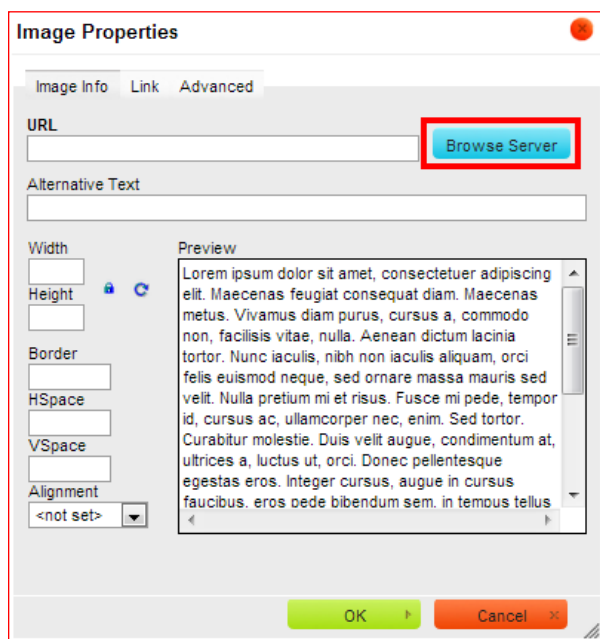 Image Properties
Image Info Link Advanced
URL
Browse Server
Alternative Text
Width
Height
Border
HSpace
VSpace
Alignment
<not set>
Preview
Lorem ipsum dolor sit amet, consectetuer adipiscing
elit. Maecenas feugiat consequat diam. Maecenas
metus. Vivamus diam purus, cursus a, commodo
non, facilisis vitae, nulla. Aenean dictum lacinia
tortor. Nunc iaculis, nibh non iaculis aliquam, orci
felis euismod neque, sed ornare massa mauris sed
velit. Nulla pretium mi et risus. Fusce mi pede, tempor
id, cursus ac, ullamcorper nec, enim. Sed tortor.
Curabitur molestie. Duis velit augue, condimentum at,
ultrices a, luctus ut, orci. Donec pellentesque
egestas eros. Integer cursus, augue in cursus
faucibus, eros pede bibendum sem, in tempus tellus
OK
Cancel